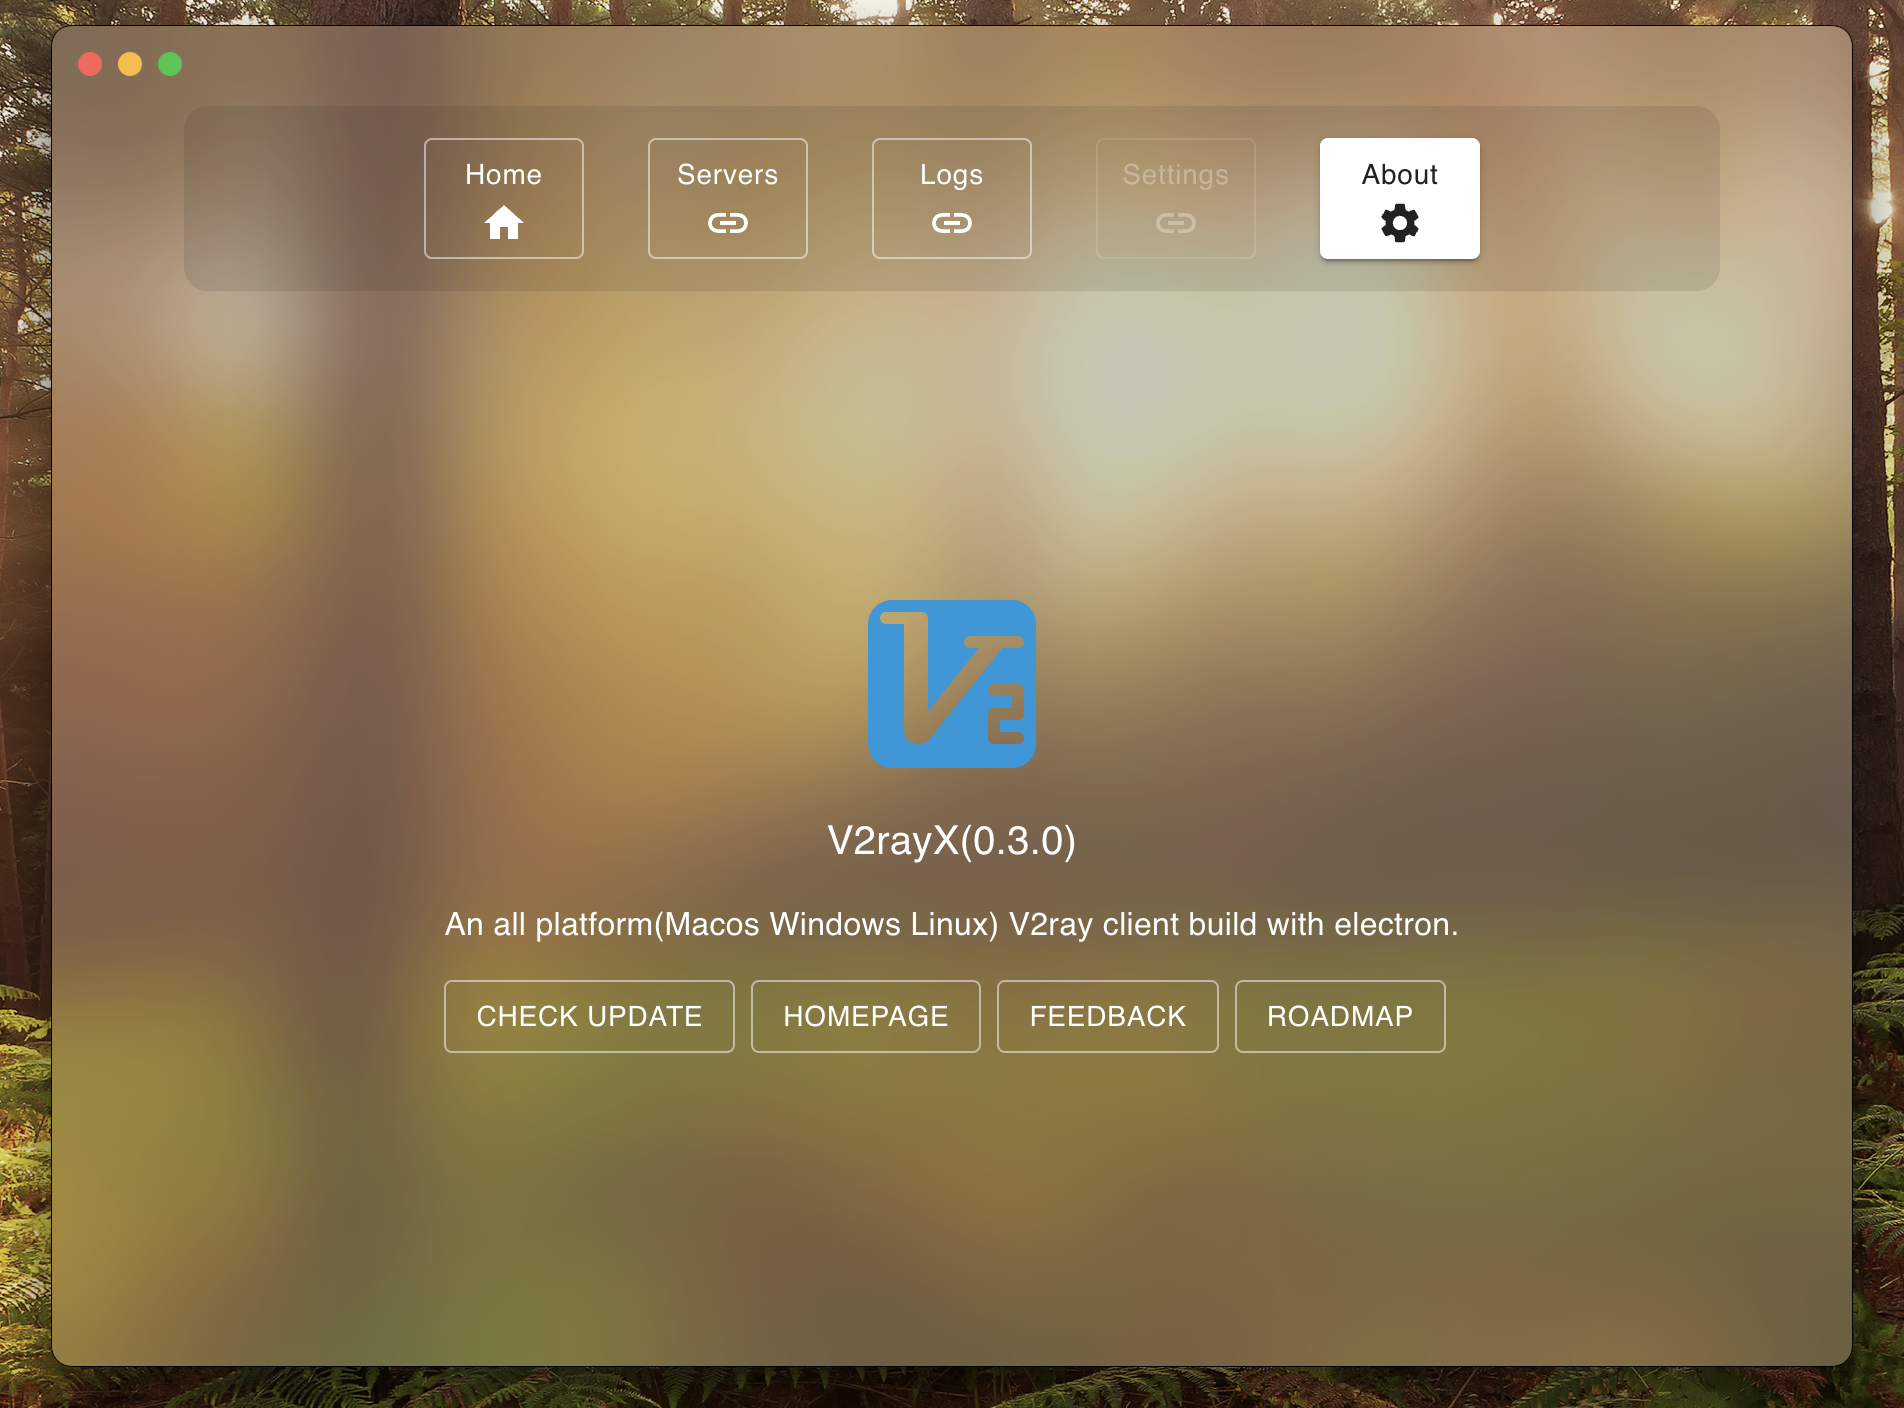 Home
Servers
Logs
Settings
About
V2
V2rayX(0.3.0)
An all platform(Macos Windows Linux) V2ray client build with electron.
CHECK UPDATE
HOMEPAGE
FEEDBACK
ROADMAP